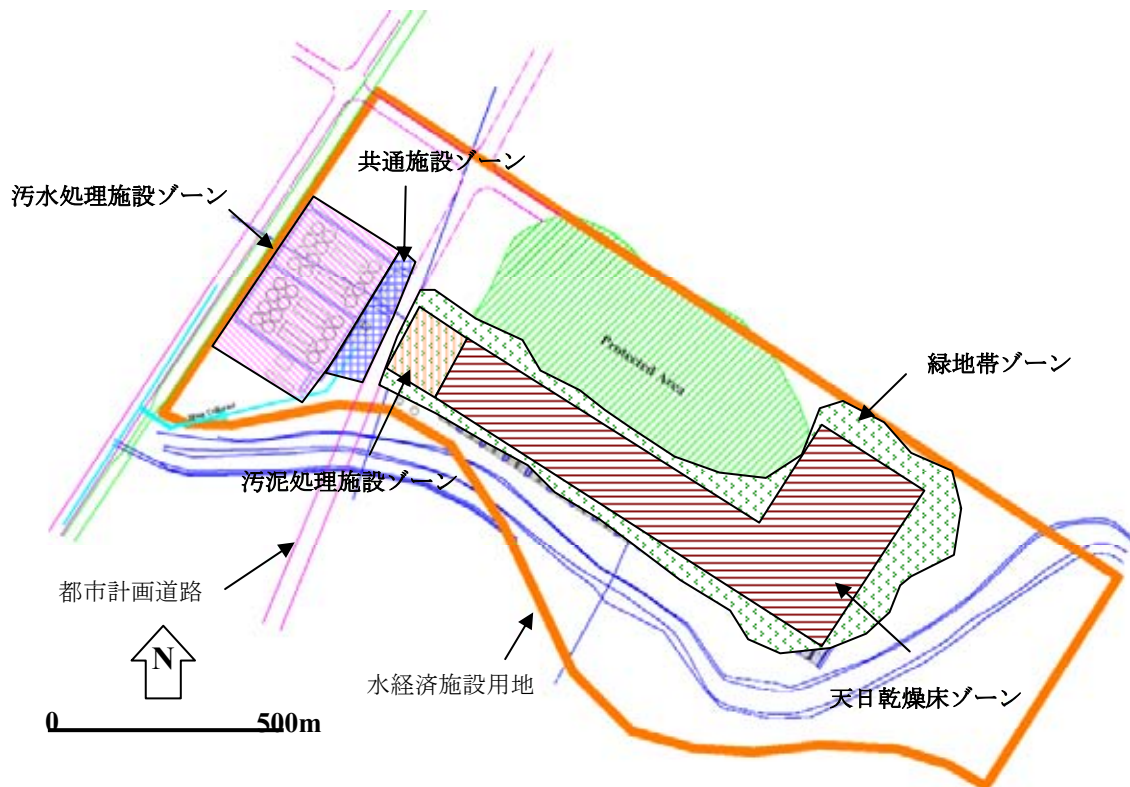 共通施設ゾーン
汚水処理施設ゾーン
Protected Area
緑地帯ゾーン
汚泥処理施設ゾーン
都市計画道路
N
水経済施設用地
天日乾燥床ゾーン
0 500m